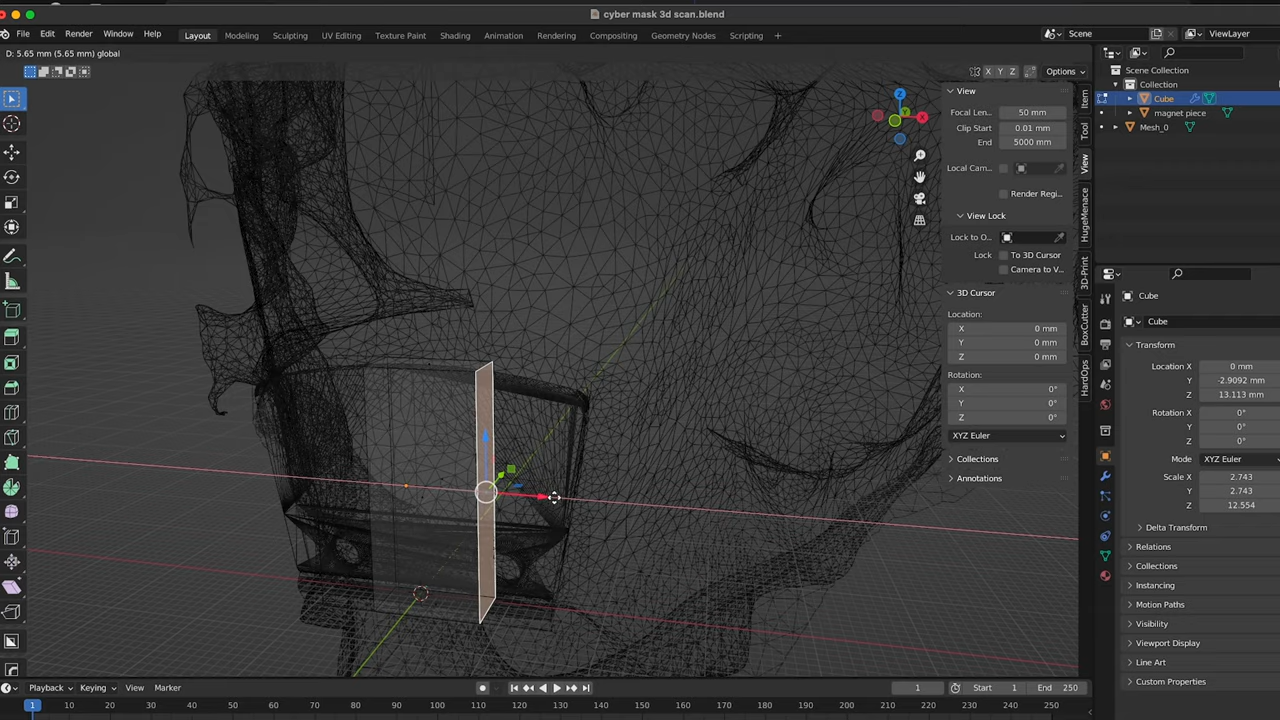 cyber mask 3d scan.blend
File Edit Render Window Help Layout Modeling Sculpting UV Editing Texture Paint Shading Animation Rendering Compositing Geometry Nodes Scripting + Scene ViewLayer
D: 5.65 mm (5.65 mm) global
X Y Z Options
Scene Collection
Collection
Cube
magnet piece
Mesh_0
View
Focal Len... 50 mm
Clip Start 0.01 mm
End 5000 mm
Local Cam...
Render Regi...
View Lock
Lock to O...
Lock To 3D Cursor
Camera to V...
3D Cursor
Location:
X 0 mm
Y 0 mm
Z 0 mm
Rotation:
X 0°
Y 0°
Z 0°
XYZ Euler
Collections
Annotations
Item
Tool
View
HugeMenace
3D-Print
BoxCutter
HardOps
Z
X
Y
Cube
Cube
Transform
Location X 0 mm
Y -2.9092 mm
Z 13.113 mm
Rotation X 0°
Y 0°
Z 0°
Mode XYZ Euler
Scale X 2.743
Y 2.743
Z 12.554
Delta Transform
Relations
Collections
Instancing
Motion Paths
Visibility
Viewport Display
Line Art
Custom Properties
Playback Keying View Marker 1 Start 1 End 250
1 10 20 30 40 50 60 70 80 90 100 110 120 130 140 150 160 170 180 190 200 210 220 230 240 250